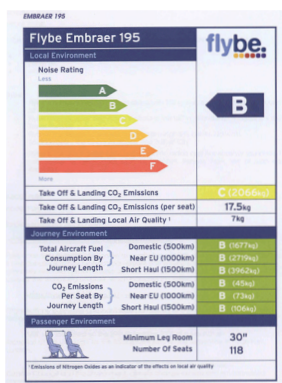 EMBRAER 195
Flybe Embraer 195
flybe.
Local Environment
Noise Rating
Less
A
B
C
D
E
F
More
B
Take Off & Landing CO₂ Emissions C (2066kg)
Take Off & Landing CO₂ Emissions (per seat) 17.5kg
Take Off & Landing Local Air Quality ¹ 7kg
Journey Environment
Total Aircraft Fuel Consumption By Journey Length
Domestic (500km) B (1677kg)
Near EU (1000km) B (2719kg)
Short Haul (1500km) B (3962kg)
CO₂ Emissions Per Seat By Journey Length
Domestic (500km) B (45kg)
Near EU (1000km) B (73kg)
Short Haul (1500km) B (106kg)
Passenger Environment
Minimum Leg Room 30"
Number Of Seats 118
¹ Emissions of Nitrogen Oxides as an indicator of the effects on local air quality